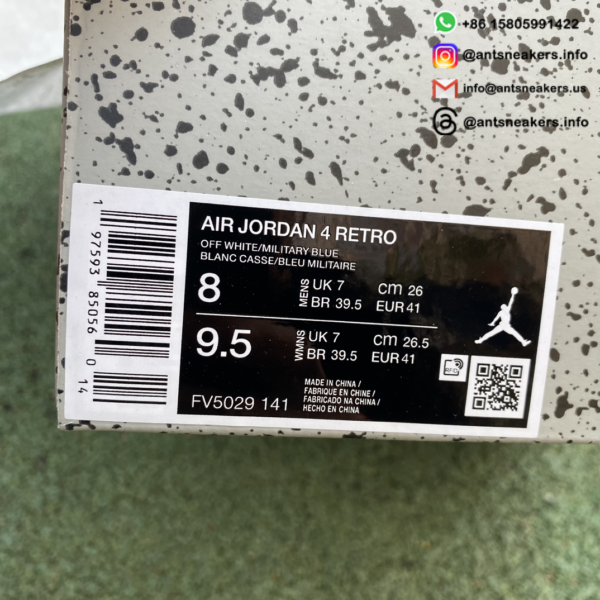 +86 15805991422
@antsneakers.info
info@antsneakers.us
@antsneakers.info
AIR JORDAN 4 RETRO
OFF WHITE/MILITARY BLUE
BLANC CASSE/BLEU MILITAIRE
8 MENS UK 7 cm 26
BR 39.5 EUR 41
9.5 WMNS UK 7 cm 26.5
BR 39.5 EUR 41
RFID
FV5029 141
MADE IN CHINA /
FABRIQUE EN CHINE /
FABRICADO NA CHINA /
HECHO EN CHINA
1 97593 85056 0 14